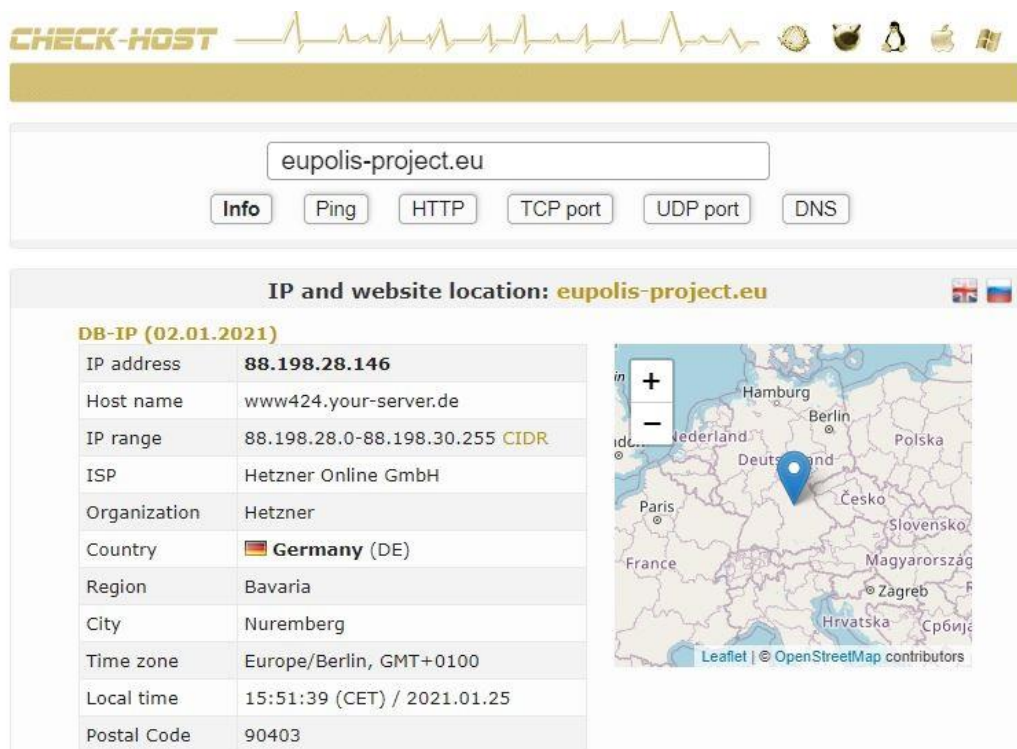 CHECK-HOST
eupolis-project.eu
Info Ping HTTP TCP port UDP port DNS
IP and website location: eupolis-project.eu
DB-IP (02.01.2021)
IP address 88.198.28.146
Host name www424.your-server.de
IP range 88.198.28.0-88.198.30.255 CIDR
ISP Hetzner Online GmbH
Organization Hetzner
Country Germany (DE)
Region Bavaria
City Nuremberg
Time zone Europe/Berlin, GMT+0100
Local time 15:51:39 (CET) / 2021.01.25
Postal Code 90403
+
−
Hamburg
Berlin
Nederland
Polska
Paris
Česko
Slovensko
France
Magyarország
Zagreb
Hrvatska
Leaflet | © OpenStreetMap contributors